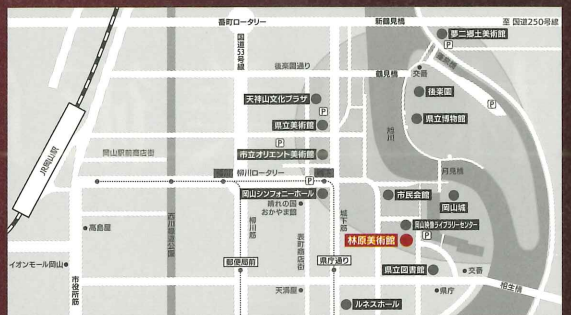 番町ロータリー
新鶴見橋
至 国道250号線
夢二郷土美術館
P
国道53号線
後楽園通り
鶴見橋
交番
蓬莱橋
天神山文化プラザ
P
後楽園
P
県立美術館
県立博物館
旭川
P
岡山駅前商店街
市立オリエント美術館
月見橋
JR岡山駅
柳川ロータリー
P
岡山シンフォニーホール
市民会館
岡山城
晴れの国
おかやま館
岡山映像ライブラリーセンター
P
高島屋
西川緑道公園
柳川筋
表町商店街
城下筋
林原美術館
イオンモール岡山
市役所筋
郵便局前
県庁通り
県立図書館
交番
相生橋
天満屋
県庁
ルネスホール